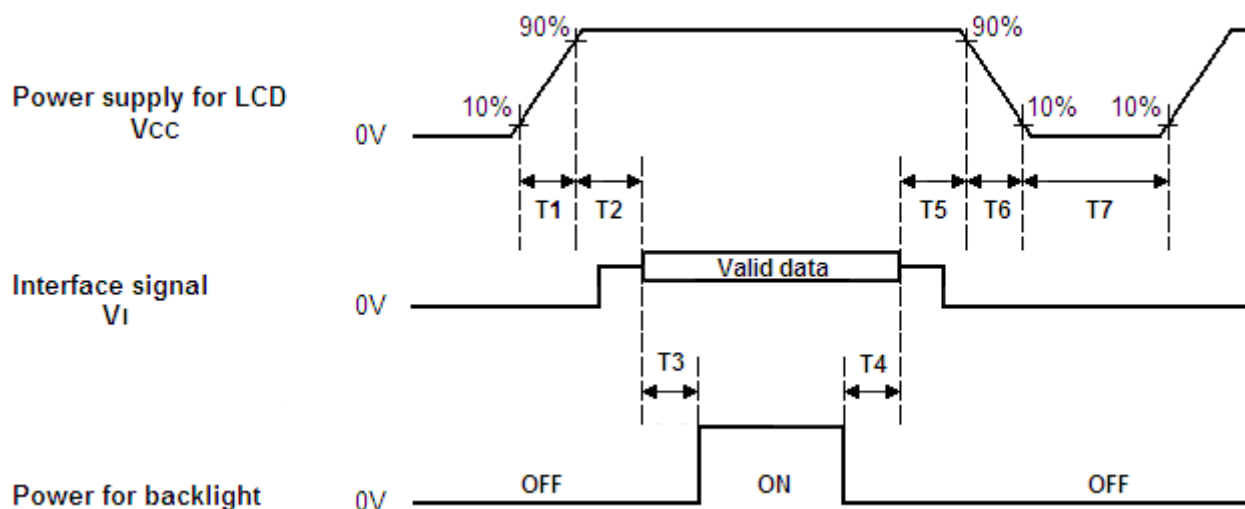 90% 90%
Power supply for LCD
10% 10% 10%
VCC
0V
T1 T2 T5 T6 T7
Valid data
Interface signal
0V
VI
T3 T4
OFF ON OFF
Power for backlight
0V